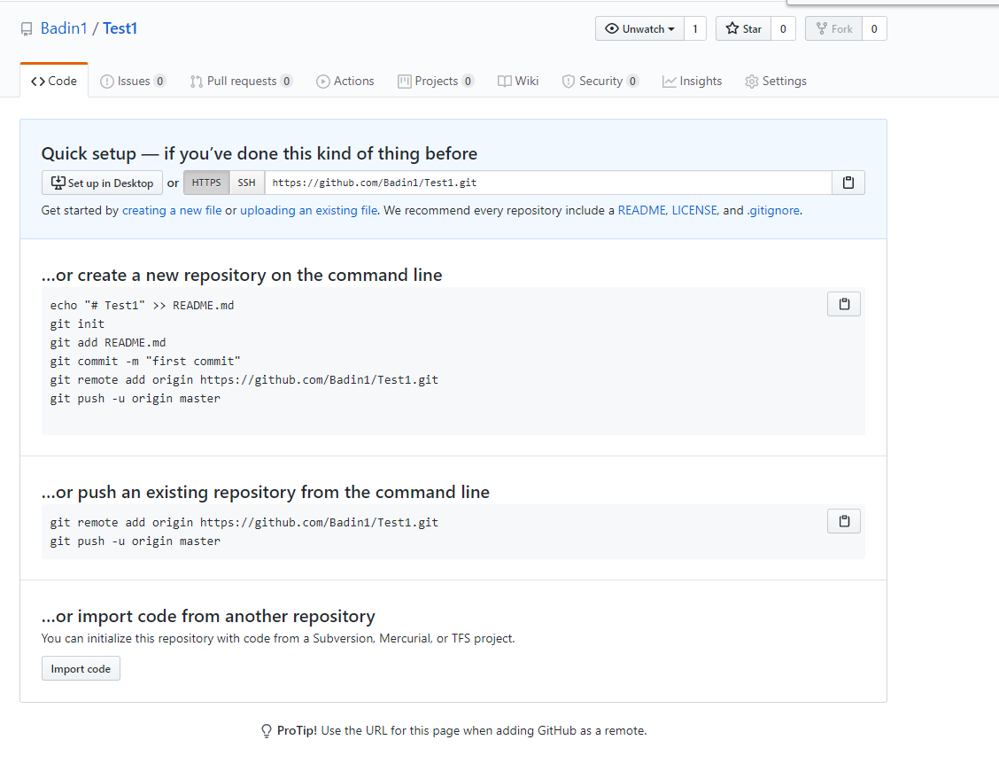 Badin1 / Test1
Unwatch 1 Star 0 Fork 0
Code Issues 0 Pull requests 0 Actions Projects 0 Wiki Security 0 Insights Settings
Quick setup — if you've done this kind of thing before
Set up in Desktop or HTTPS SSH https://github.com/Badin1/Test1.git
Get started by creating a new file or uploading an existing file. We recommend every repository include a README, LICENSE, and .gitignore.
...or create a new repository on the command line
echo "# Test1" >> README.md
git init
git add README.md
git commit -m "first commit"
git remote add origin https://github.com/Badin1/Test1.git
git push -u origin master
...or push an existing repository from the command line
git remote add origin https://github.com/Badin1/Test1.git
git push -u origin master
...or import code from another repository
You can initialize this repository with code from a Subversion, Mercurial, or TFS project.
Import code
ProTip! Use the URL for this page when adding GitHub as a remote.